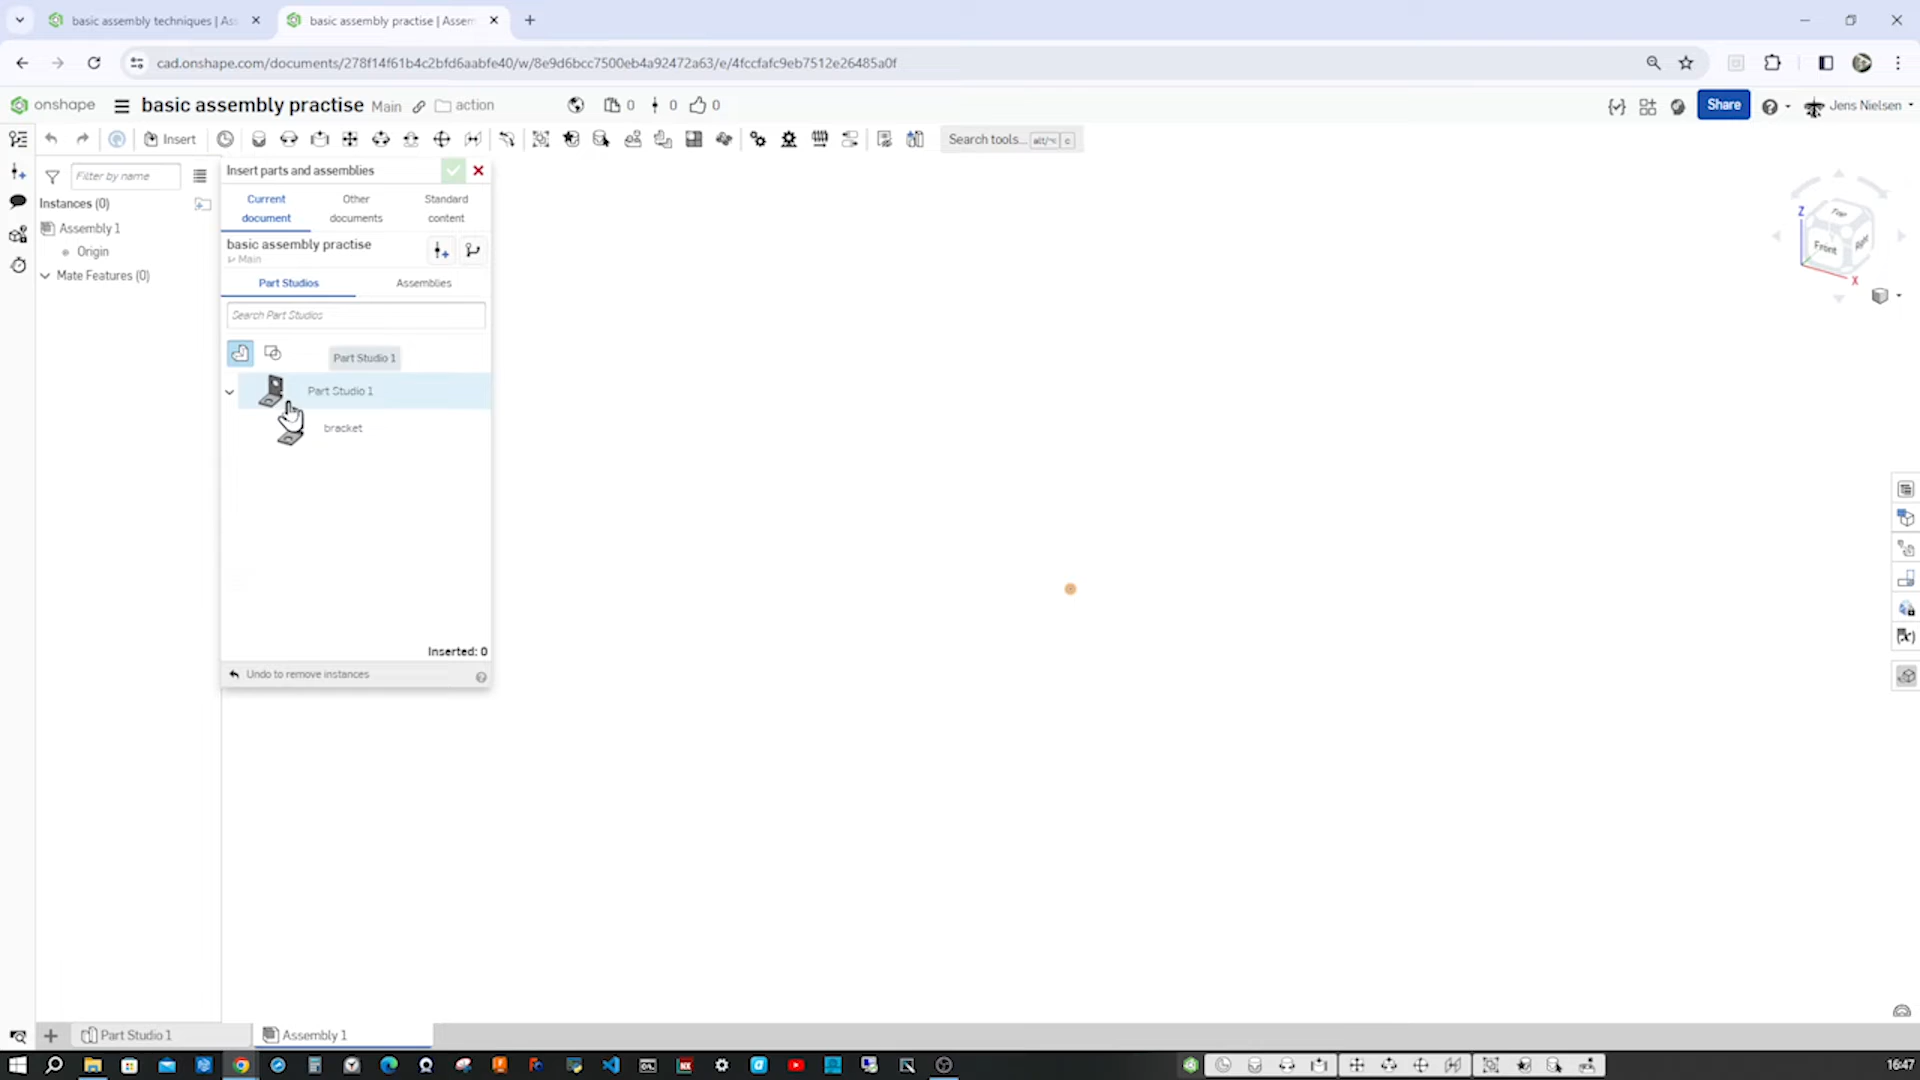 basic assembly techniques | Ass
basic assembly practise | Assem
cad.onshape.com/documents/278f14f61b4c2bfd6aabfe40/w/8e9d6bcc7500eb4a92472a63/e/4fccfafc9eb7512e26485a0f
onshape
basic assembly practise Main
action
0
0
0
Share
Jens Nielsen
Insert
Search tools... alt/⌥ c
Filter by name
Instances (0)
Assembly 1
Origin
Mate Features (0)
Insert parts and assemblies
Current document
Other documents
Standard content
basic assembly practise
Main
Part Studios
Assemblies
Search Part Studios
Part Studio 1
Part Studio 1
bracket
Inserted: 0
Undo to remove instances
Top
Front
Right
Z
X
Part Studio 1
Assembly 1
16:47